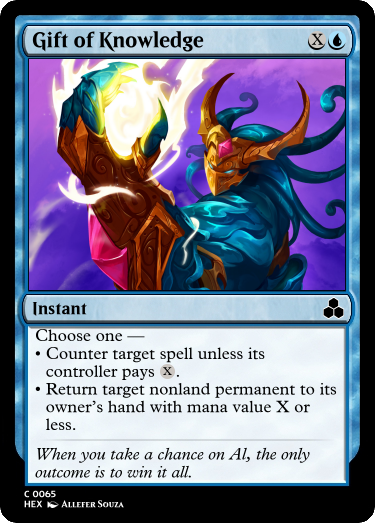 Gift of Knowledge X
Instant
Choose one —
• Counter target spell unless its
controller pays X.
• Return target nonland permanent to its
owner's hand with mana value X or
less.
When you take a chance on Al, the only
outcome is to win it all.
C 0065
HEX Allefer Souza